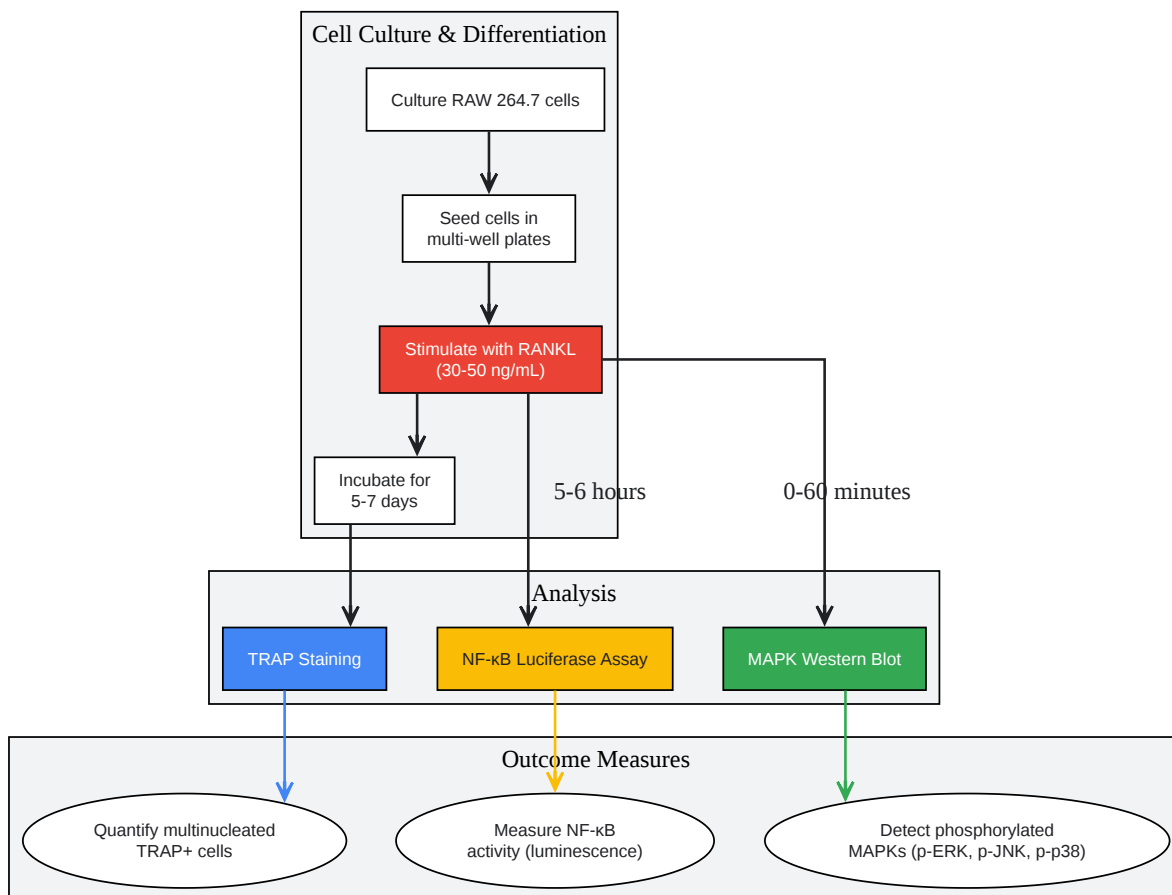 Cell Culture & Differentiation
Culture RAW 264.7 cells
Seed cells in
multi-well plates
Stimulate with RANKL
(30-50 ng/mL)
Incubate for
5-7 days
5-6 hours
0-60 minutes
Analysis
TRAP Staining
NF-κB Luciferase Assay
MAPK Western Blot
Outcome Measures
Quantify multinucleated
TRAP+ cells
Measure NF-κB
activity (luminescence)
Detect phosphorylated
MAPKs (p-ERK, p-JNK, p-p38)